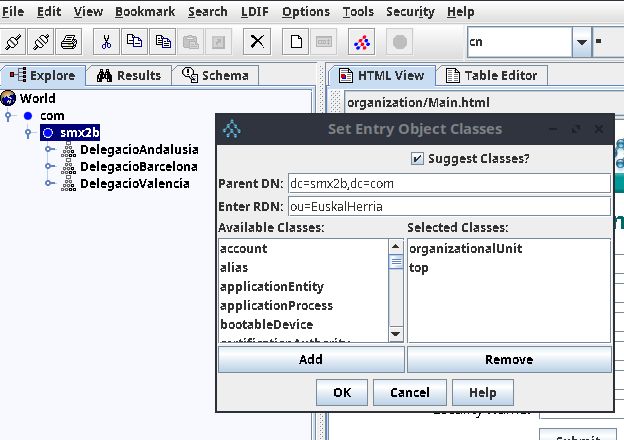 File Edit View Bookmark Search LDIF Options Tools Security Help
cn
Explore Results Schema
HTML View Table Editor
World
com
smx2b
DelegacioAndalusia
DelegacioBarcelona
DelegacioValencia
organization/Main.html
Set Entry Object Classes
Suggest Classes?
Parent DN: dc=smx2b,dc=com
Enter RDN: ou=EuskalHerria
Available Classes: Selected Classes:
account
alias
applicationEntity
applicationProcess
bootableDevice
certificationAuthority
organizationalUnit
top
Add Remove
OK Cancel Help
Submit